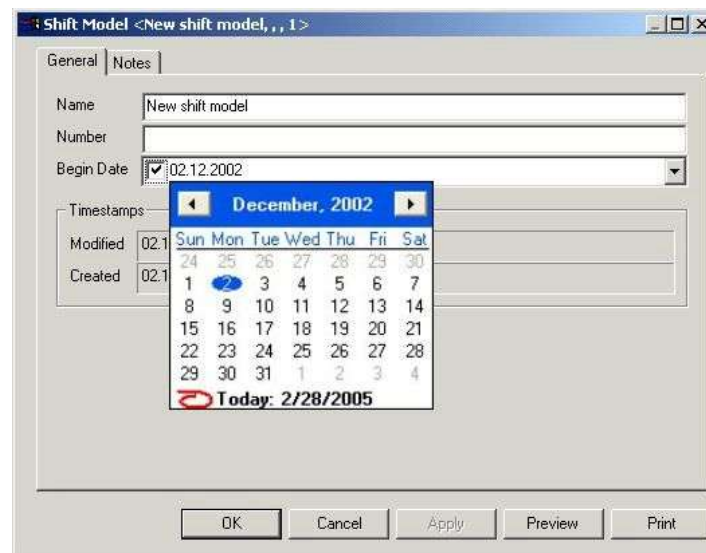 Shift Model <New shift model, , , 1>
General Notes
Name New shift model
Number
Begin Date 02.12.2002
December, 2002
Timestamps
Sun Mon Tue Wed Thu Fri Sat
Modified 02.1
24 25 26 27 28 29 30
Created 02.1
1 2 3 4 5 6 7
8 9 10 11 12 13 14
15 16 17 18 19 20 21
22 23 24 25 26 27 28
29 30 31 1 2 3 4
Today: 2/28/2005
OK Cancel Apply Preview Print